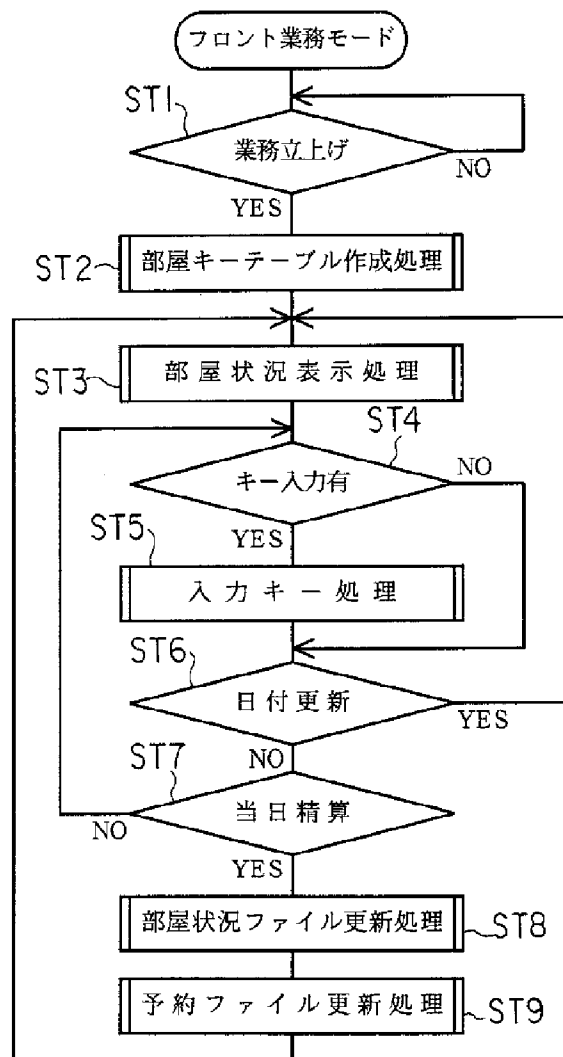 フロント業務モード
ST1
業務立上げ
NO
YES
ST2
部屋キーテーブル作成処理
ST3
部屋状況表示処理
ST4
キー入力有
NO
YES
ST5
入力キー処理
ST6
日付更新
YES
NO
ST7
当日精算
NO
YES
部屋状況ファイル更新処理
ST8
予約ファイル更新処理
ST9